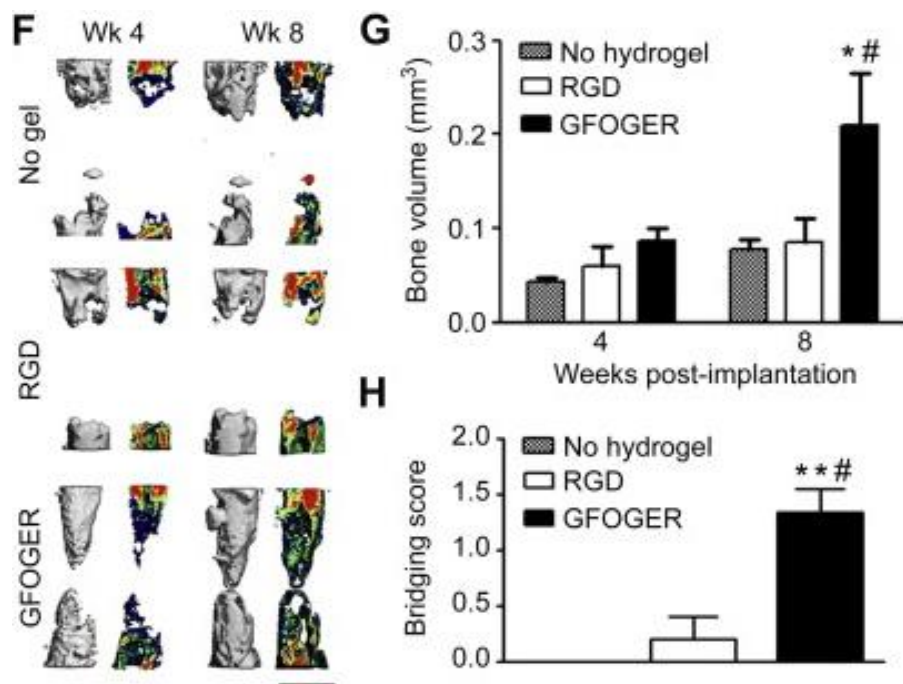 F
Wk 4
Wk 8
No gel
RGD
GFOGER
G
0.3
0.2
0.1
0.0
Bone volume (mm³)
No hydrogel
RGD
GFOGER
*#
4
8
Weeks post-implantation
H
2.0
1.5
1.0
0.5
0.0
Bridging score
No hydrogel
RGD
GFOGER
**#